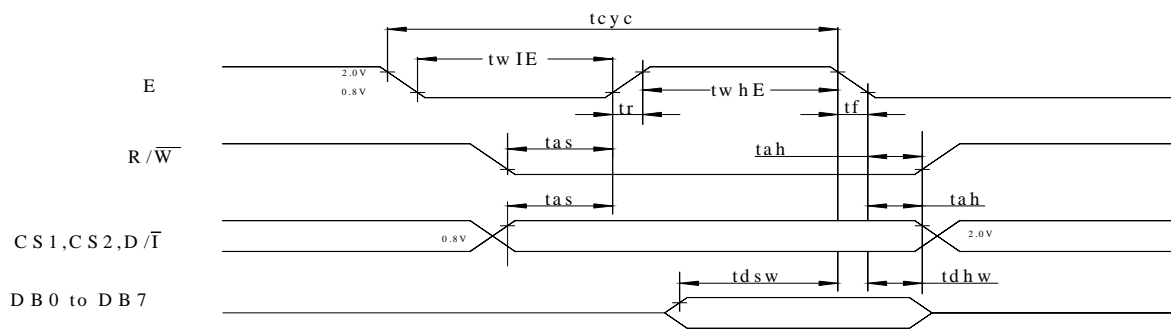 tcyc
twIE
2.0V
E
0.8V
twhE
tr
tf
R/W̅
tas
tah
tas
tah
CS1,CS2,D/I̅
0.8V
2.0V
tdsw
tdhw
DB0 to DB7